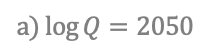 a) log Q = 2050